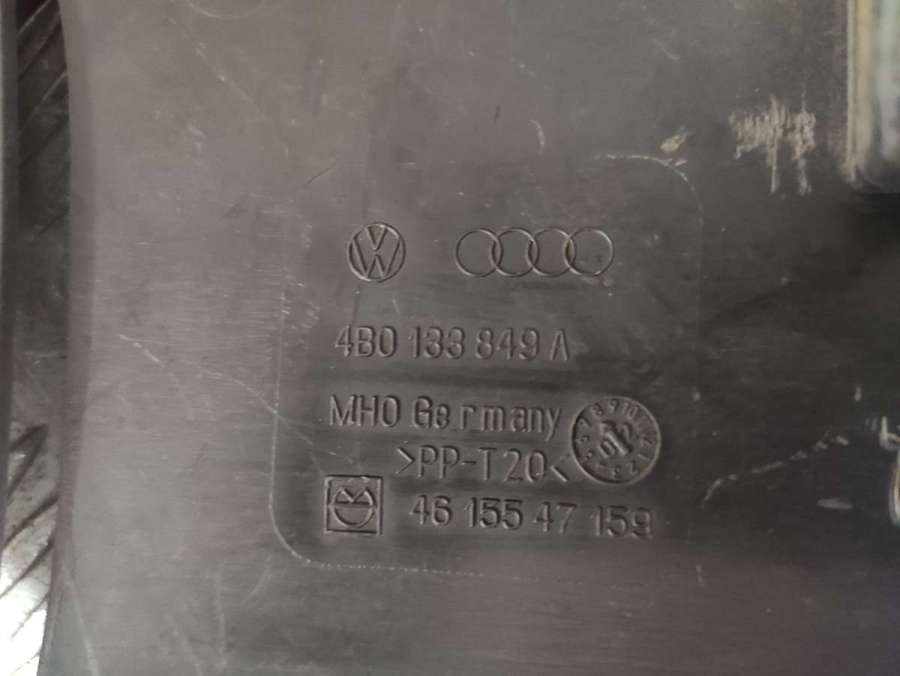 4B0 133 849 A
MHO Germany
>PP-T20<
46 155 47 159